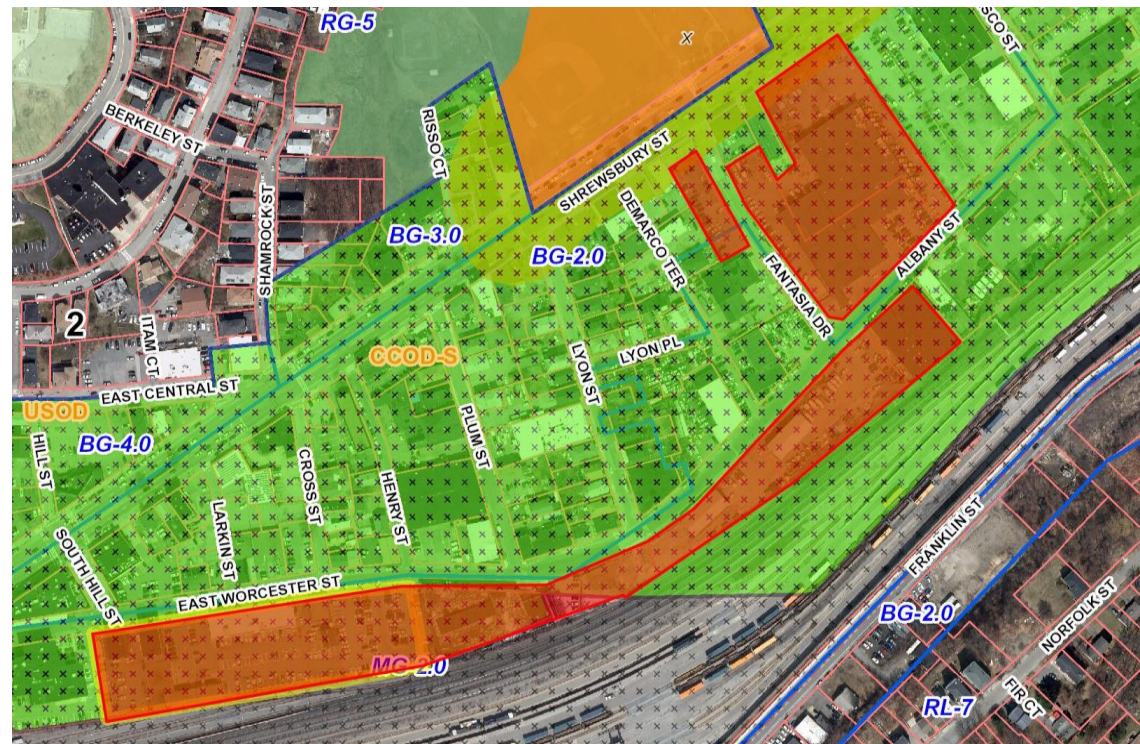 RG-5
SCO ST
X
BERKELEY ST
RISSO CT
SHREWSBURY ST
SHAMROCK ST
BG-3.0
BG-2.0
DEMARCO TER
ALBANY ST
FANTASIA DR
2
ITAM CT
CCOD-S
LYON ST
LYON PL
EAST CENTRAL ST
USOD
BG-4.0
HILL ST
PLUM ST
CROSS ST
HENRY ST
LARKIN ST
FRANKLIN ST
SOUTH HILL ST
EAST WORCESTER ST
BG-2.0
NORFOLK ST
MG-2.0
FIR CT
RL-7